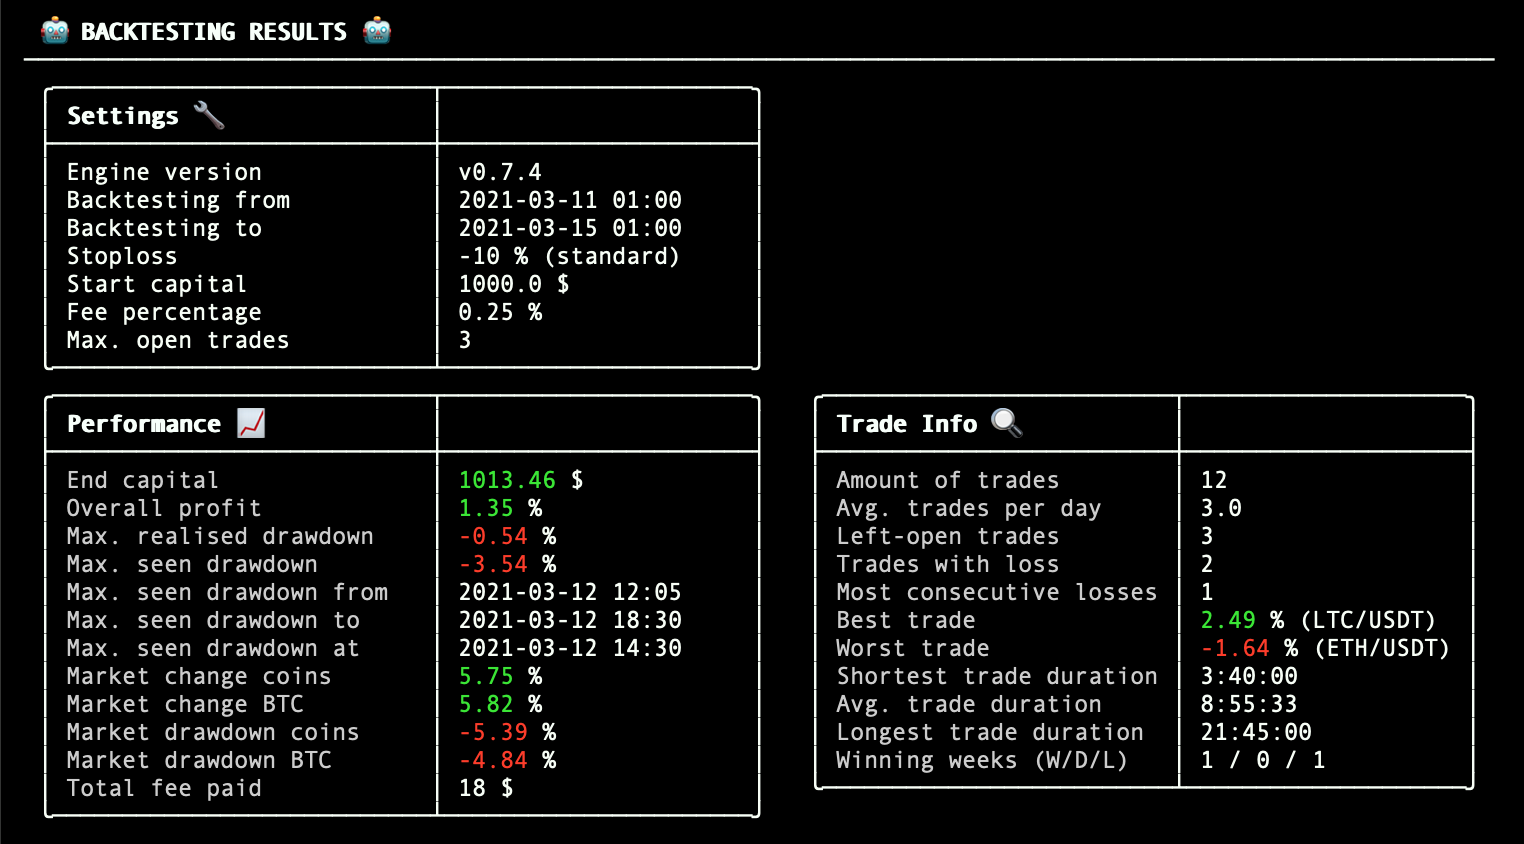 BACKTESTING RESULTS
Settings
Engine version v0.7.4
Backtesting from 2021-03-11 01:00
Backtesting to 2021-03-15 01:00
Stoploss -10 % (standard)
Start capital 1000.0 $
Fee percentage 0.25 %
Max. open trades 3
Performance
End capital 1013.46 $
Overall profit 1.35 %
Max. realised drawdown -0.54 %
Max. seen drawdown -3.54 %
Max. seen drawdown from 2021-03-12 12:05
Max. seen drawdown to 2021-03-12 18:30
Max. seen drawdown at 2021-03-12 14:30
Market change coins 5.75 %
Market change BTC 5.82 %
Market drawdown coins -5.39 %
Market drawdown BTC -4.84 %
Total fee paid 18 $
Trade Info
Amount of trades 12
Avg. trades per day 3.0
Left-open trades 3
Trades with loss 2
Most consecutive losses 1
Best trade 2.49 % (LTC/USDT)
Worst trade -1.64 % (ETH/USDT)
Shortest trade duration 3:40:00
Avg. trade duration 8:55:33
Longest trade duration 21:45:00
Winning weeks (W/D/L) 1 / 0 / 1